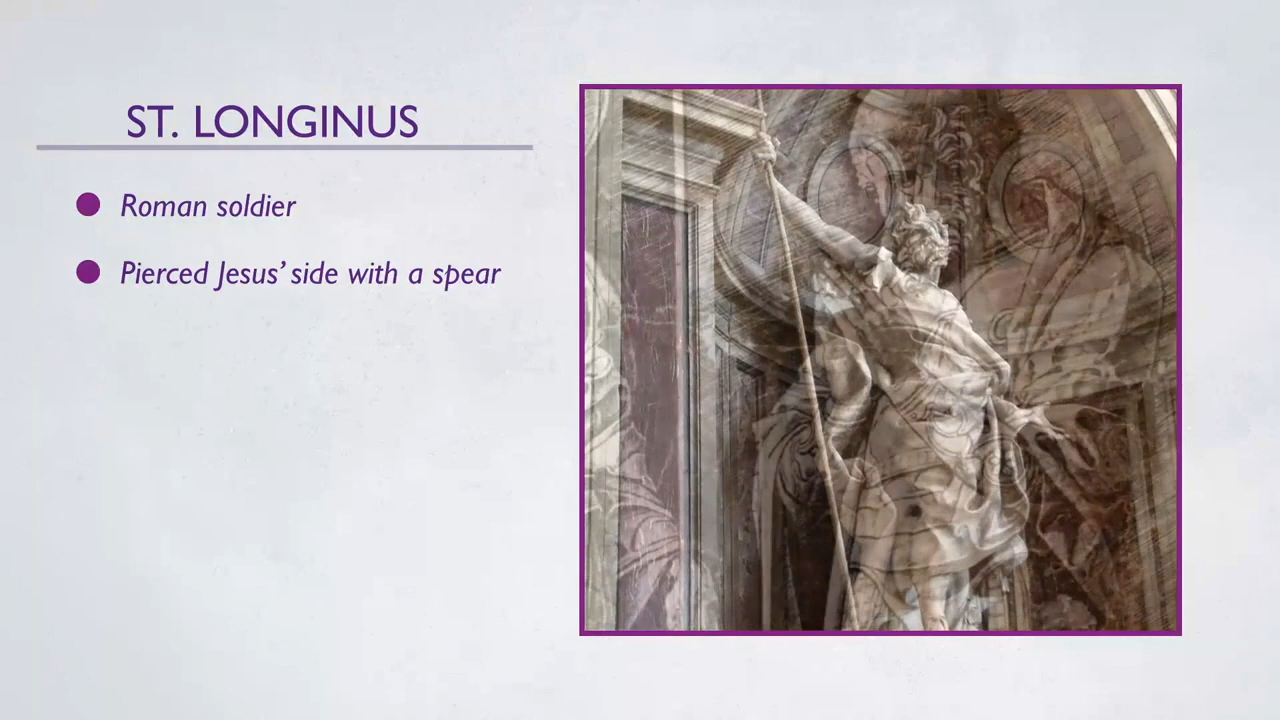 ST. LONGINUS
Roman soldier
Pierced Jesus’ side with a spear